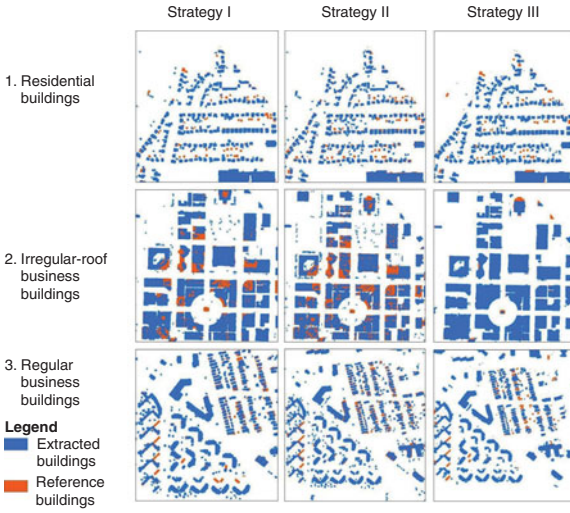 Strategy I Strategy II Strategy III
1. Residential
buildings
2. Irregular-roof
business
buildings
3. Regular
business
buildings
Legend
Extracted
buildings
Reference
buildings